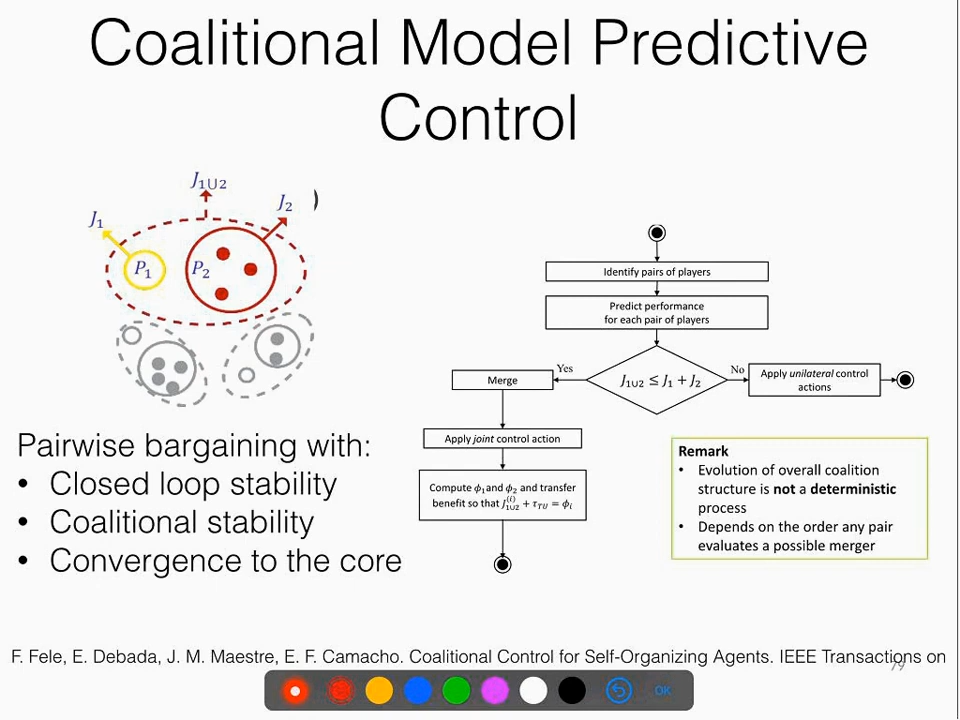 Coalitional Model Predictive
Control
J₁∪₂
)
J₂
J₁
P₁
P₂
Identify pairs of players
Predict performance
for each pair of players
J₁∪₂ ≤ J₁ + J₂
Yes
No
Merge
Apply unilateral control
actions
Apply joint control action
Compute ϕ₁and ϕ₂ and transfer
benefit so that J₁∪₂⁽ⁱ⁾ + τTU = ϕᵢ
Remark
• Evolution of overall coalition
structure is not a deterministic
process
• Depends on the order any pair
evaluates a possible merger
Pairwise bargaining with:
• Closed loop stability
• Coalitional stability
• Convergence to the core
F. Fele, E. Debada, J. M. Maestre, E. F. Camacho. Coalitional Control for Self-Organizing Agents. IEEE Transactions on
79
OK